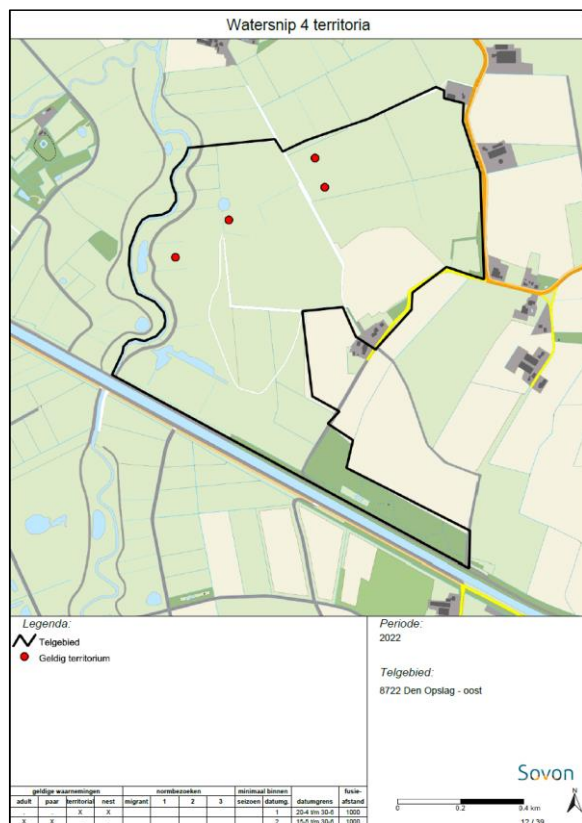 Watersnip 4 territoria
Legenda:
Telgebied
Geldig territorium
Periode:
2022
Telgebied:
8722 Den Opslag - oost
Sovon
0 0.2 0.4 km
12 / 39
geldige waarnemingen normbezoeken minimaal binnen fusie-
adult paar territorial nest migrant 1 2 3 seizoen datumg. datumgrens afstand
. . X X 1 20-4 t/m 30-6 1000
X X 2 15-5 t/m 30-6 1000